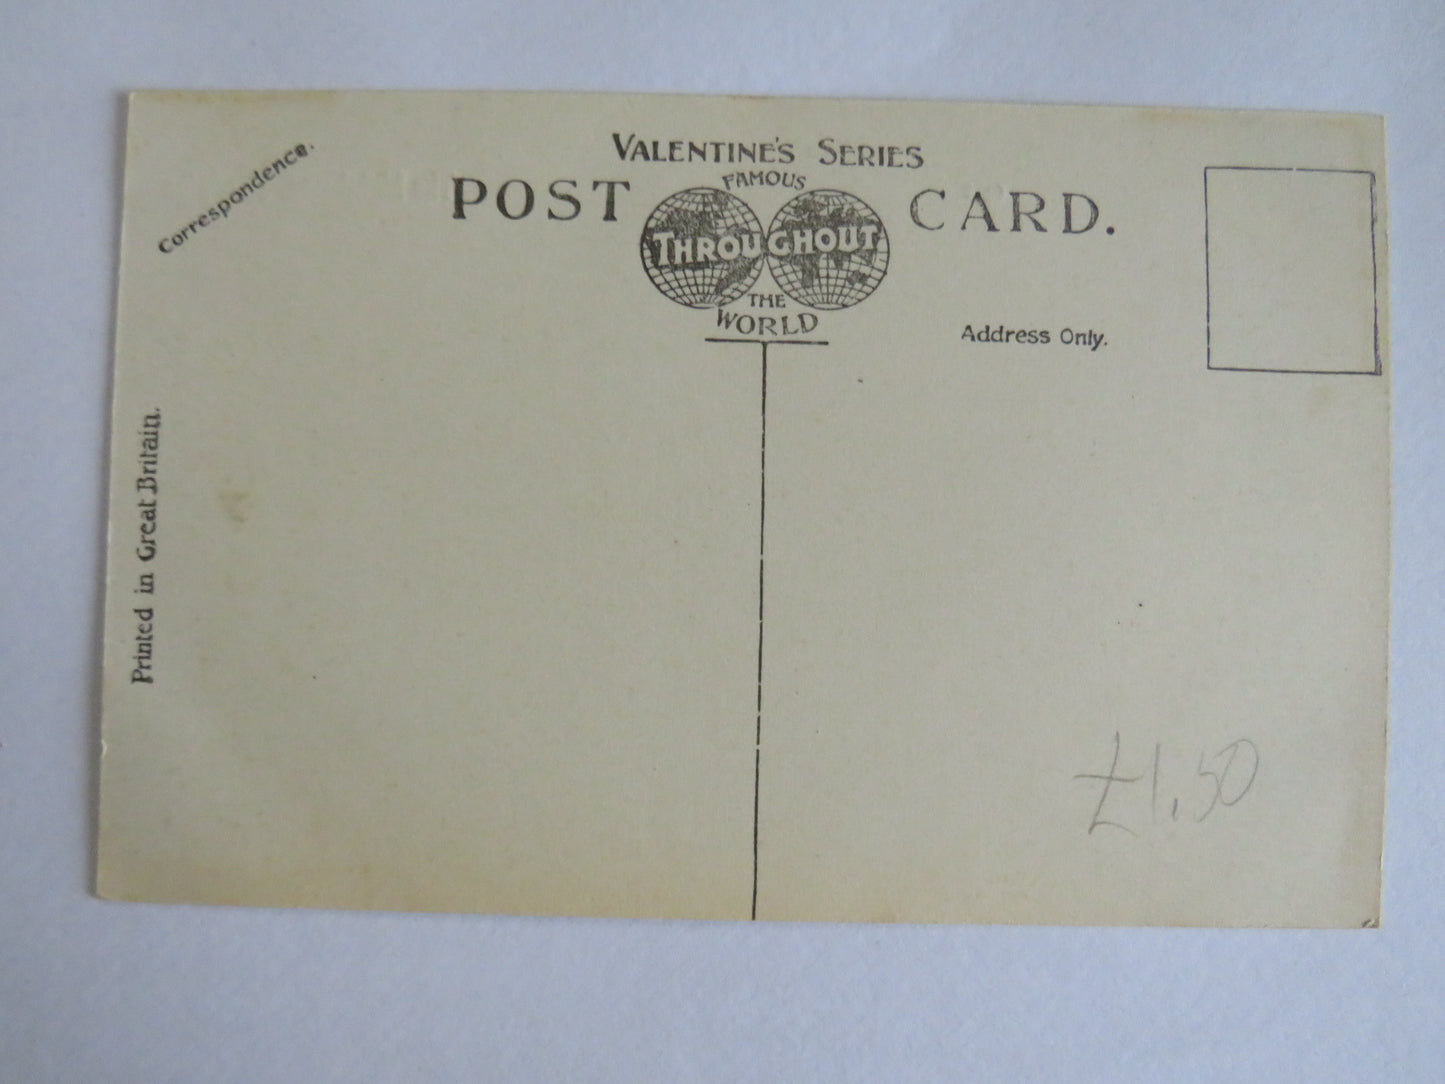 Correspondence.
VALENTINE'S SERIES
POST CARD.
FAMOUS
THROUGHOUT
THE
WORLD
Address Only.
Printed in Great Britain.
£1.50